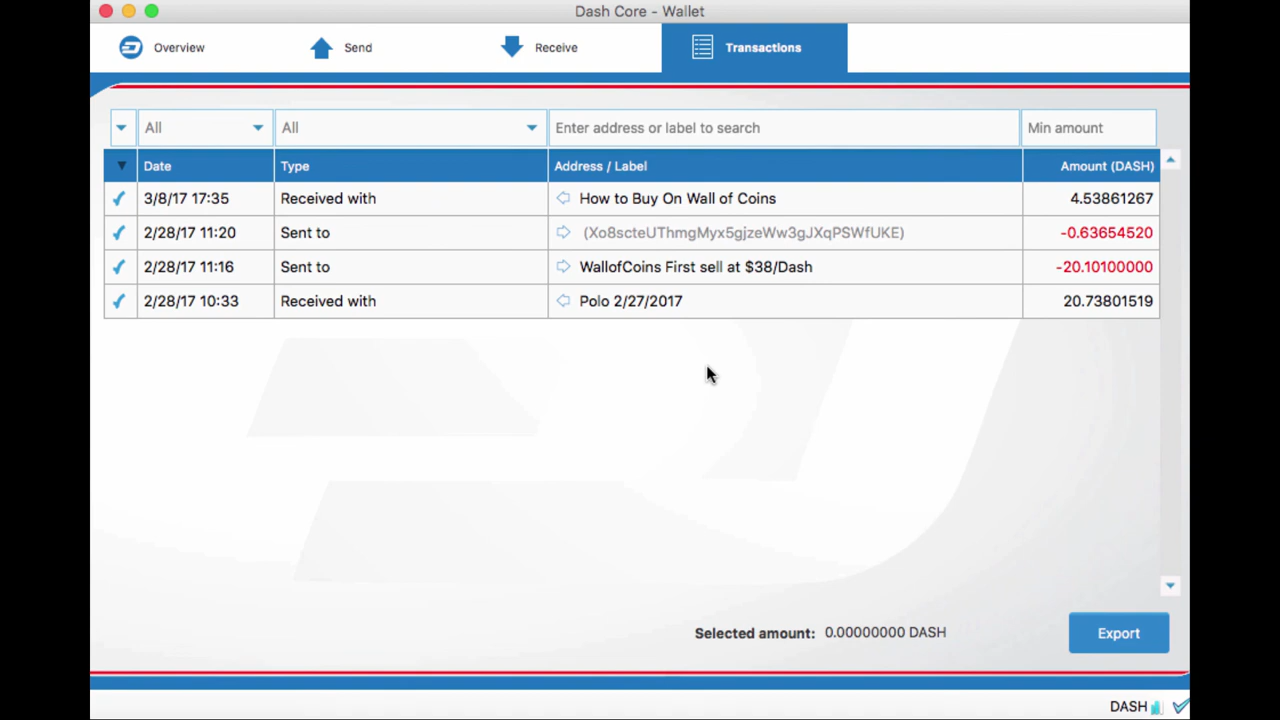 Dash Core - Wallet
Overview Send Receive Transactions
All All Enter address or label to search Min amount
Date Type Address / Label Amount (DASH)
3/8/17 17:35 Received with How to Buy On Wall of Coins 4.53861267
2/28/17 11:20 Sent to (Xo8scteUThmgMyx5gjzeWw3gJXqPSWfUKE) -0.63654520
2/28/17 11:16 Sent to WallofCoins First sell at $38/Dash -20.10100000
2/28/17 10:33 Received with Polo 2/27/2017 20.73801519
Selected amount: 0.00000000 DASH Export
DASH